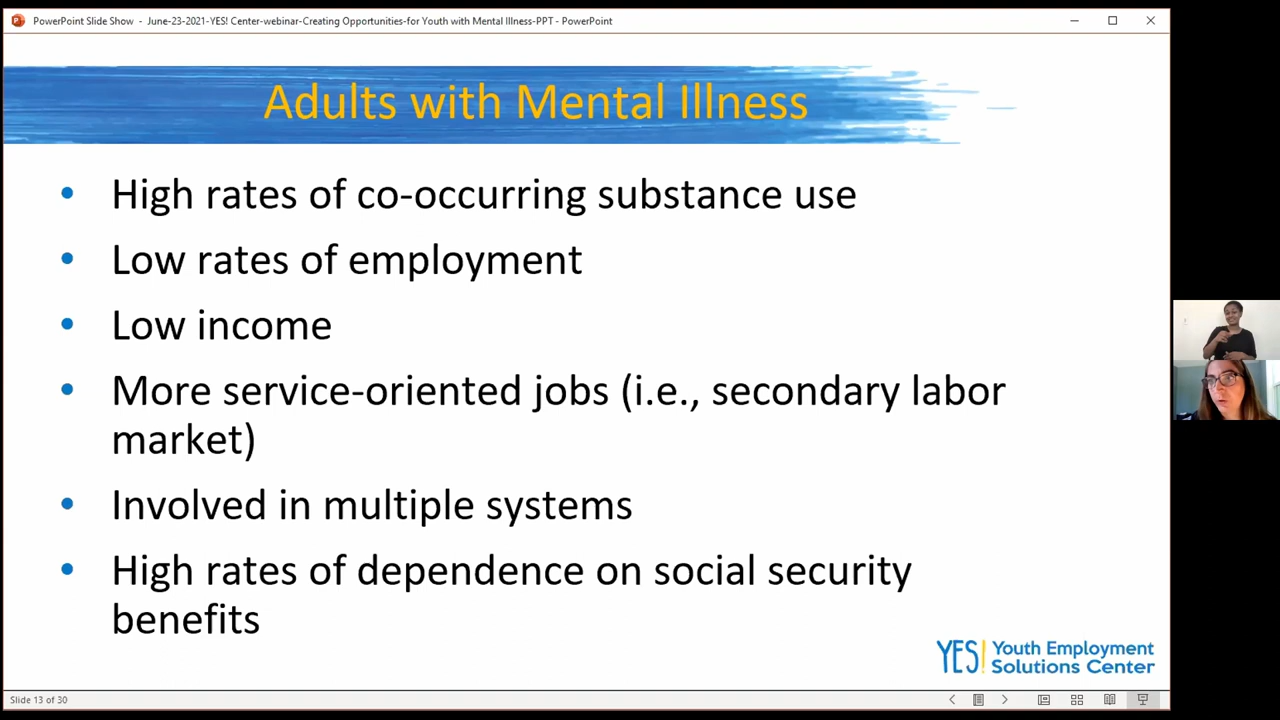 PowerPoint Slide Show - June-23-2021-YES! Center-webinar-Creating Opportunities-for Youth with Mental Illness-PPT - PowerPoint
Adults with Mental Illness
• High rates of co-occurring substance use
• Low rates of employment
• Low income
• More service-oriented jobs (i.e., secondary labor
market)
• Involved in multiple systems
• High rates of dependence on social security
benefits
YES! Youth Employment
Solutions Center
Slide 13 of 30